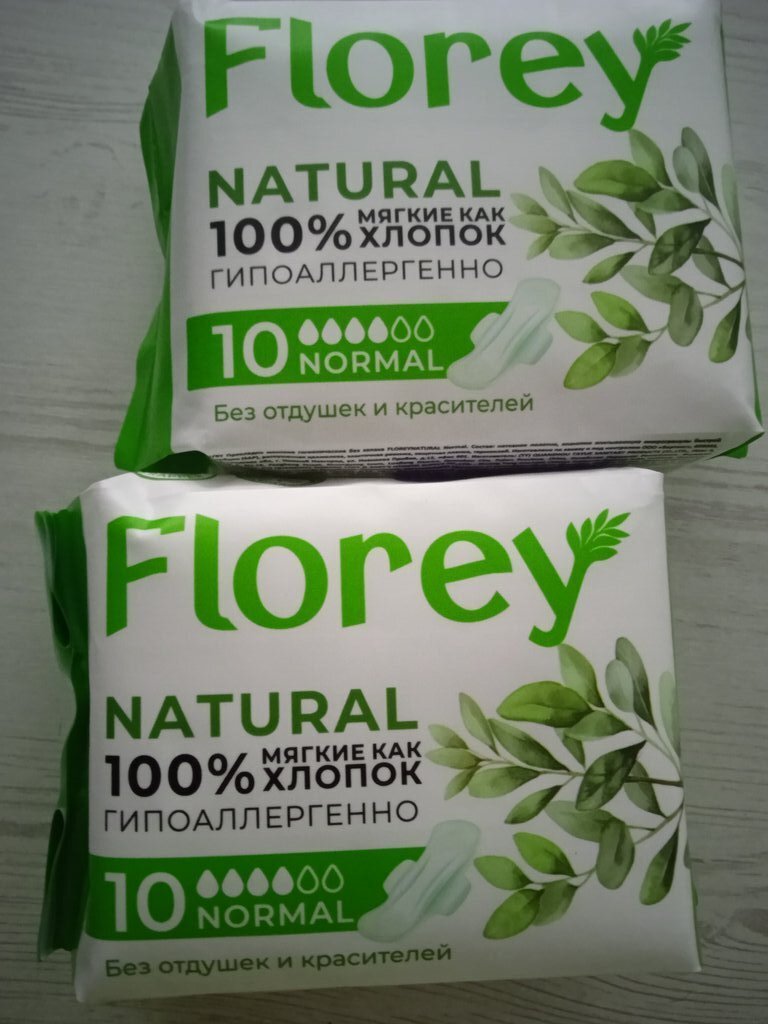 Florey
NATURAL
100% МЯГКИЕ КАК
ХЛОПОК
ГИПОАЛЛЕРГЕННО
10 NORMAL
Без отдушек и красителей
Florey
NATURAL
100% МЯГКИЕ КАК
ХЛОПОК
ГИПОАЛЛЕРГЕННО
10 NORMAL
Без отдушек и красителей